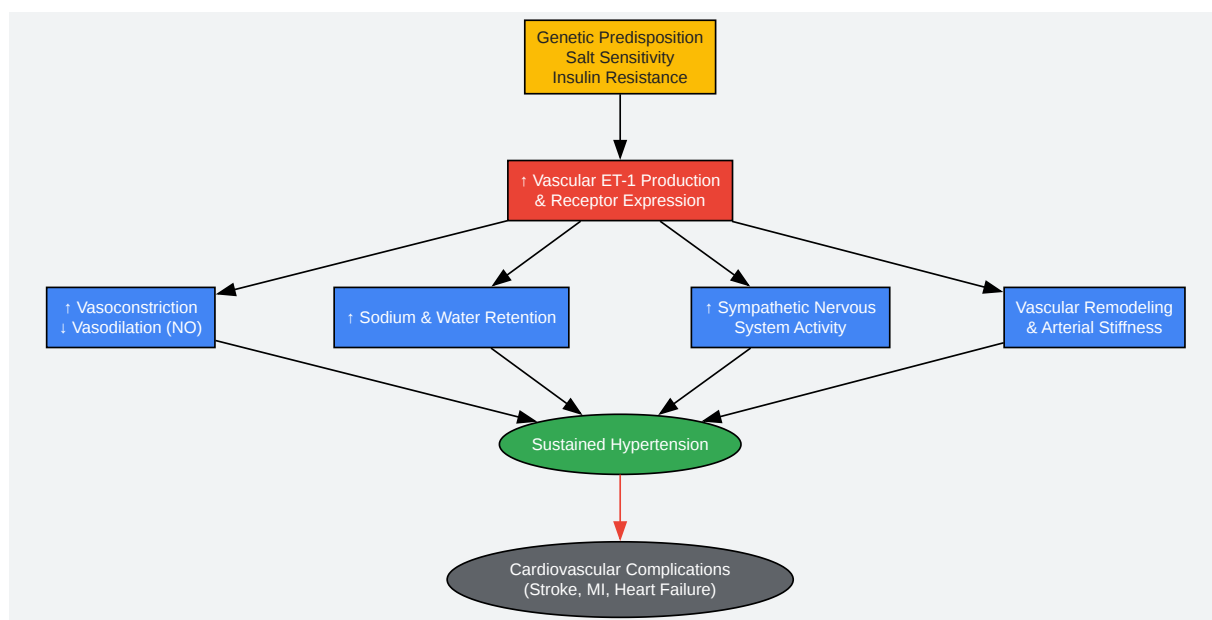 Genetic Predisposition
Salt Sensitivity
Insulin Resistance
↑ Vascular ET-1 Production
& Receptor Expression
↑ Vasoconstriction
↓ Vasodilation (NO)
↑ Sodium & Water Retention
↑ Sympathetic Nervous
System Activity
Vascular Remodeling
& Arterial Stiffness
Sustained Hypertension
Cardiovascular Complications
(Stroke, MI, Heart Failure)